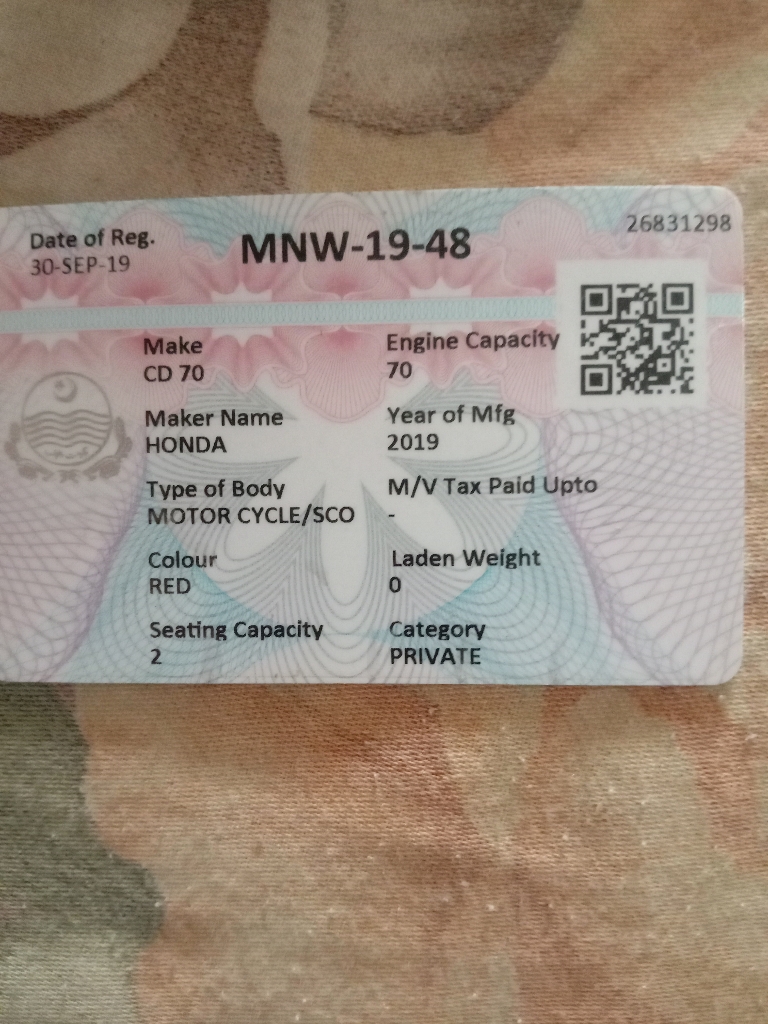 Date of Reg.
30-SEP-19
MNW-19-48
26831298
Make
CD 70
Engine Capacity
70
Maker Name
HONDA
Year of Mfg
2019
Type of Body
MOTOR CYCLE/SCO
M/V Tax Paid Upto
-
Colour
RED
Laden Weight
0
Seating Capacity
2
Category
PRIVATE